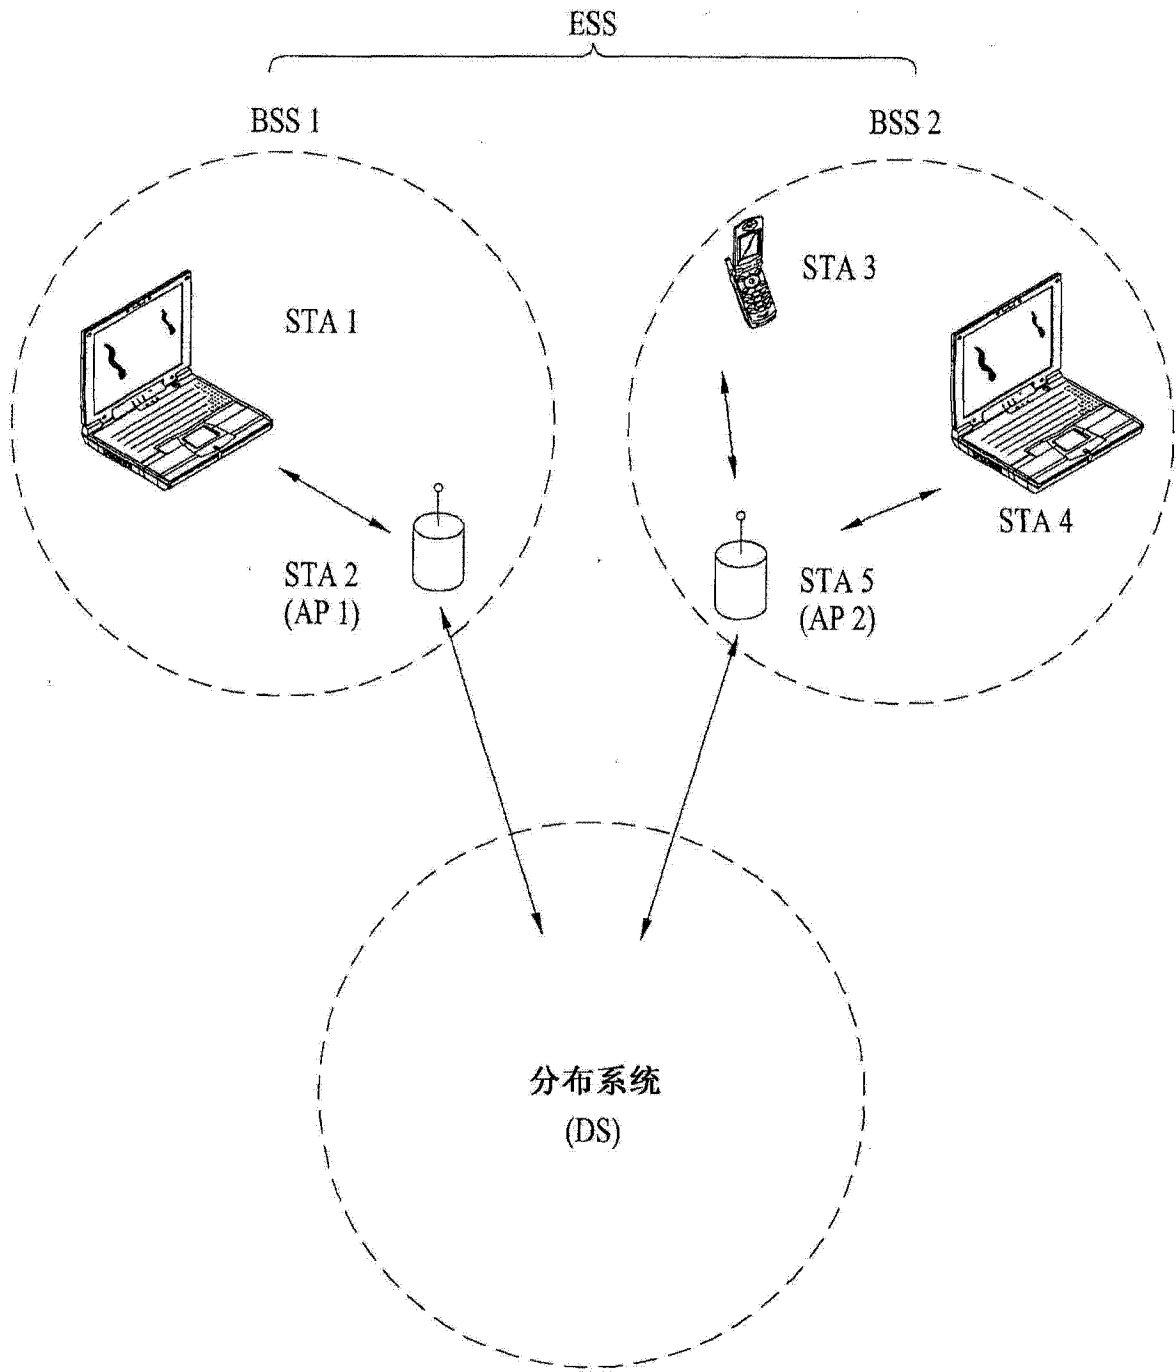 ESS
BSS 1
BSS 2
STA 3
STA 1
STA 4
STA 2
(AP 1)
STA 5
(AP 2)
分布系统
(DS)